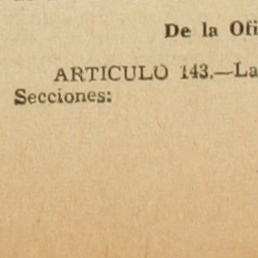 De la Ofi
ARTICULO 143.—La
Secciones: